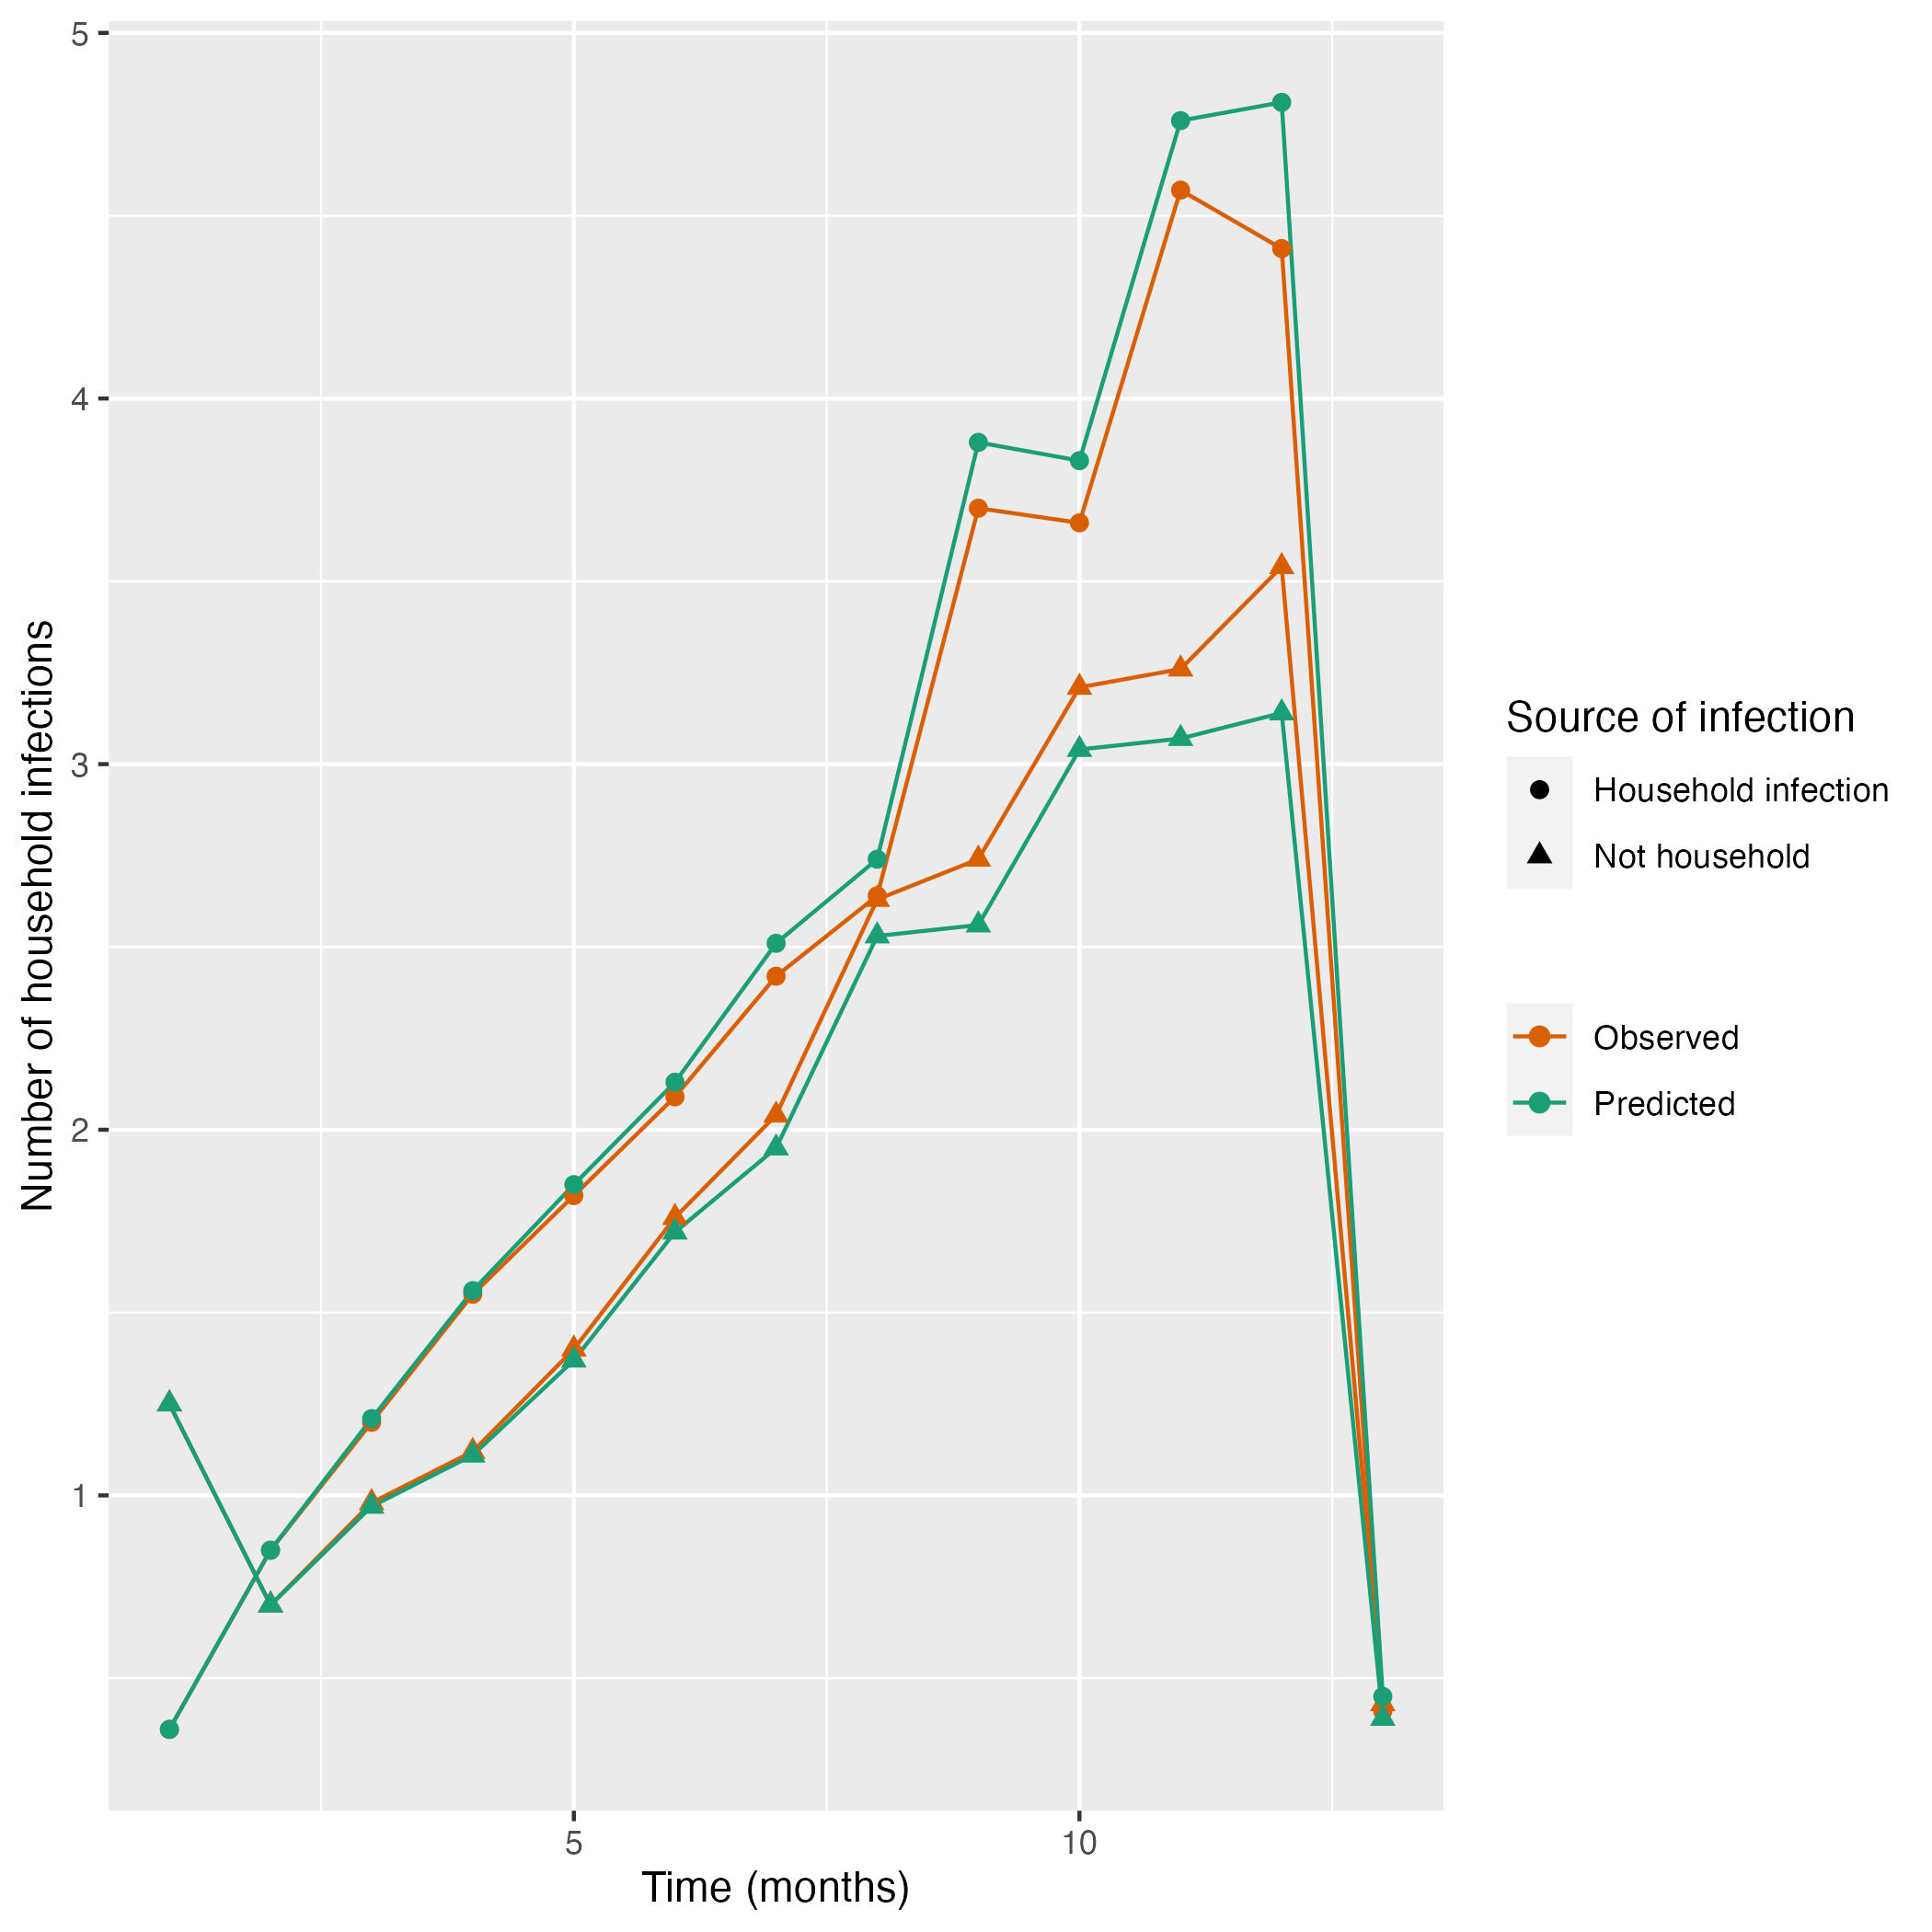 5
4
3
2
1
Number of household infections
5
10
Time (months)
Source of infection
Household infection
Not household
Observed
Predicted